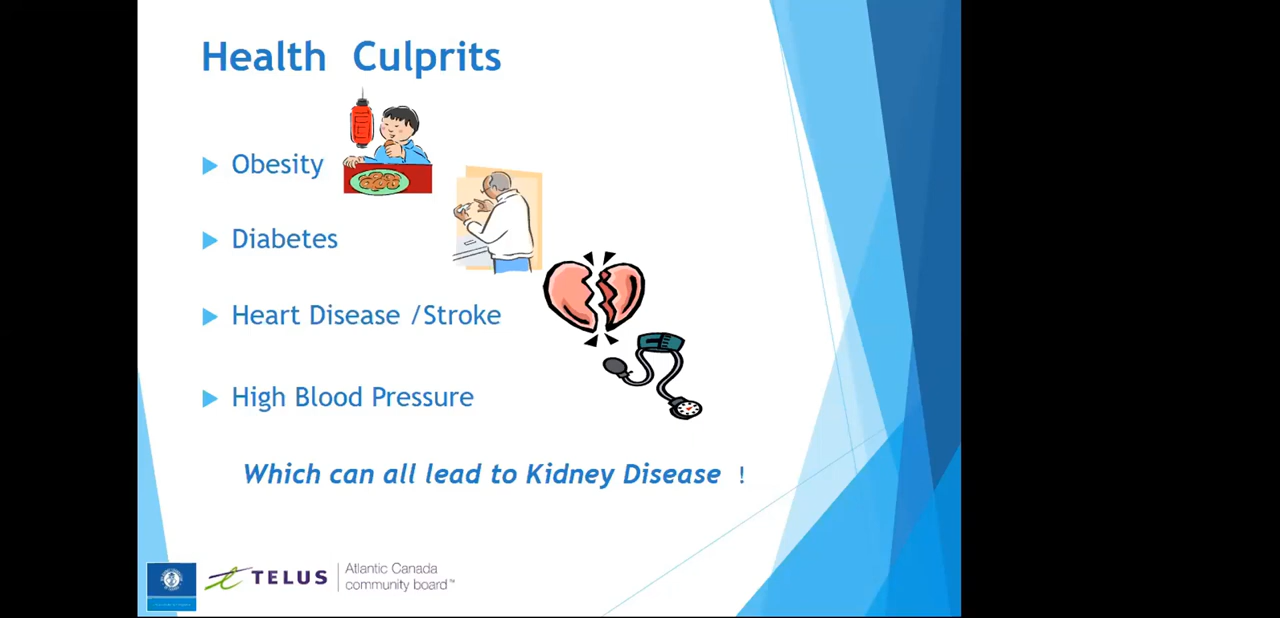 Health Culprits
Obesity
Diabetes
Heart Disease /Stroke
High Blood Pressure
Which can all lead to Kidney Disease !
TELUS
Atlantic Canada
community board™